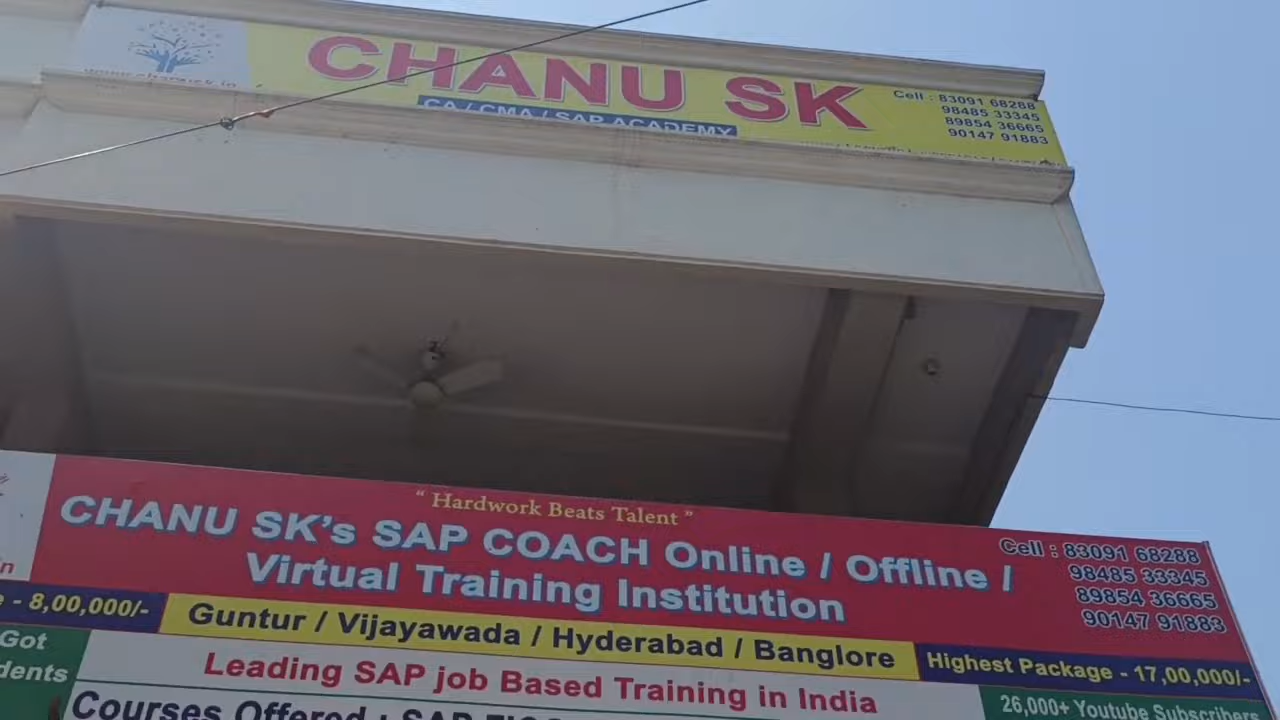 CHANU SK
CA / CMA / SAP ACADEMY
Cell : 83091 68288
98485 33345
89854 36665
90147 91883
“ Hardwork Beats Talent ”
CHANU SK’s SAP COACH Online / Offline /
Virtual Training Institution
Cell : 83091 68288
98485 33345
89854 36665
90147 91883
- 8,00,000/-
Guntur / Vijayawada / Hyderabad / Banglore
Highest Package - 17,00,000/-
Got
dents
Leading SAP job Based Training in India
26,000+ Youtube Subscribers
Courses Offered : SAP